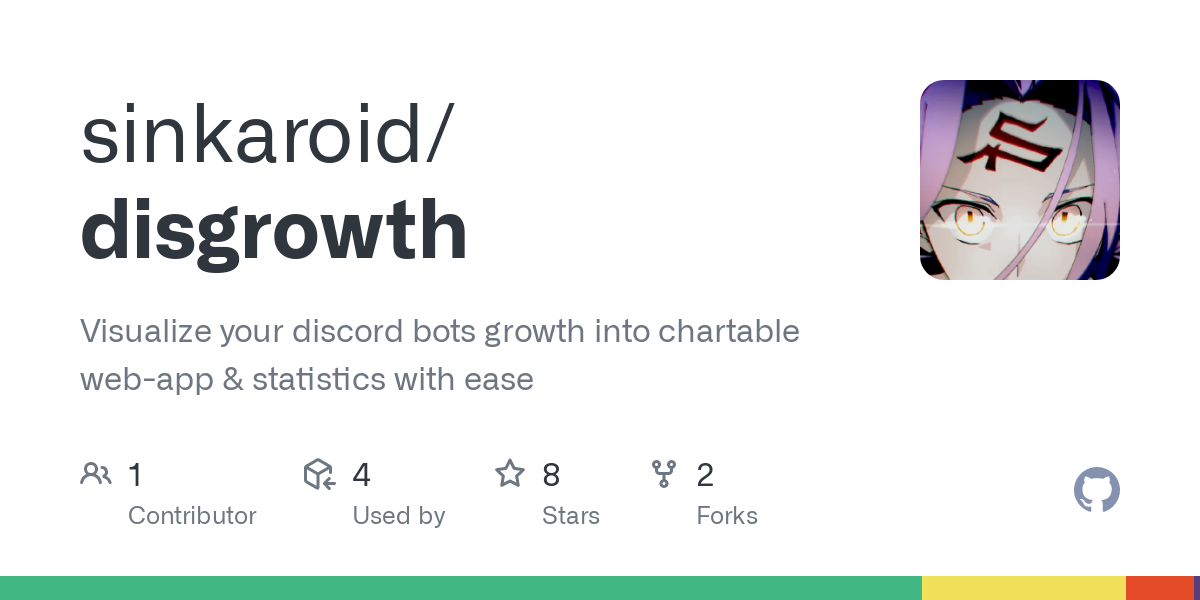 sinkaroid/
disgrowth
Visualize your discord bots growth into chartable
web-app & statistics with ease
1
Contributor
4
Used by
8
Stars
2
Forks